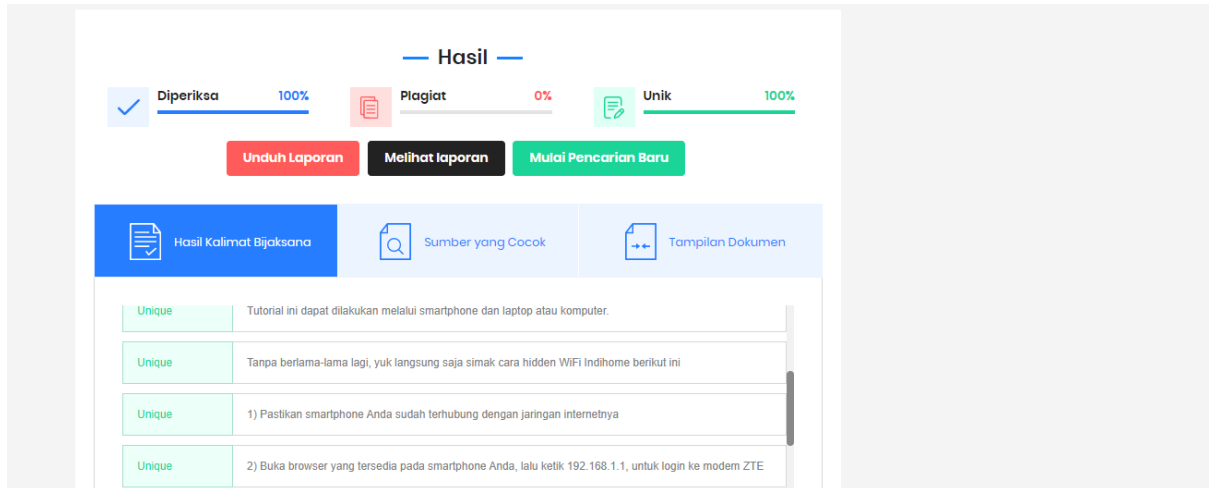 Hasil
Diperiksa 100%
Plagiat 0%
Unik 100%
Unduh Laporan Melihat laporan Mulai Pencarian Baru
Hasil Kalimat Bijaksana Sumber yang Cocok Tampilan Dokumen
Unique Tutorial ini dapat dilakukan melalui smartphone dan laptop atau komputer.
Unique Tanpa berlama-lama lagi, yuk langsung saja simak cara hidden WiFi Indihome berikut ini
Unique 1) Pastikan smartphone Anda sudah terhubung dengan jaringan internetnya
Unique 2) Buka browser yang tersedia pada smartphone Anda, lalu ketik 192.168.1.1, untuk login ke modem ZTE